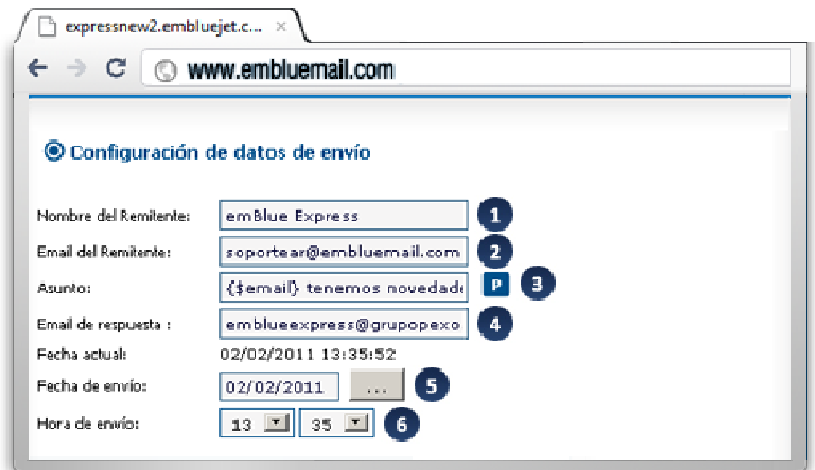 expressnew2.embluejet.c... ×
www.embluemail.com
Configuración de datos de envío
Nombre del Remitente: emBlue Express 1
Email del Remitente: soportear@embluemail.com 2
Asunto: {$email} tenemos novedade P 3
Email de respuesta : emblueexpress@grupopexo 4
Fecha actual: 02/02/2011 13:35:52
Fecha de envío: 02/02/2011 ... 5
Hora de envío: 13 35 6